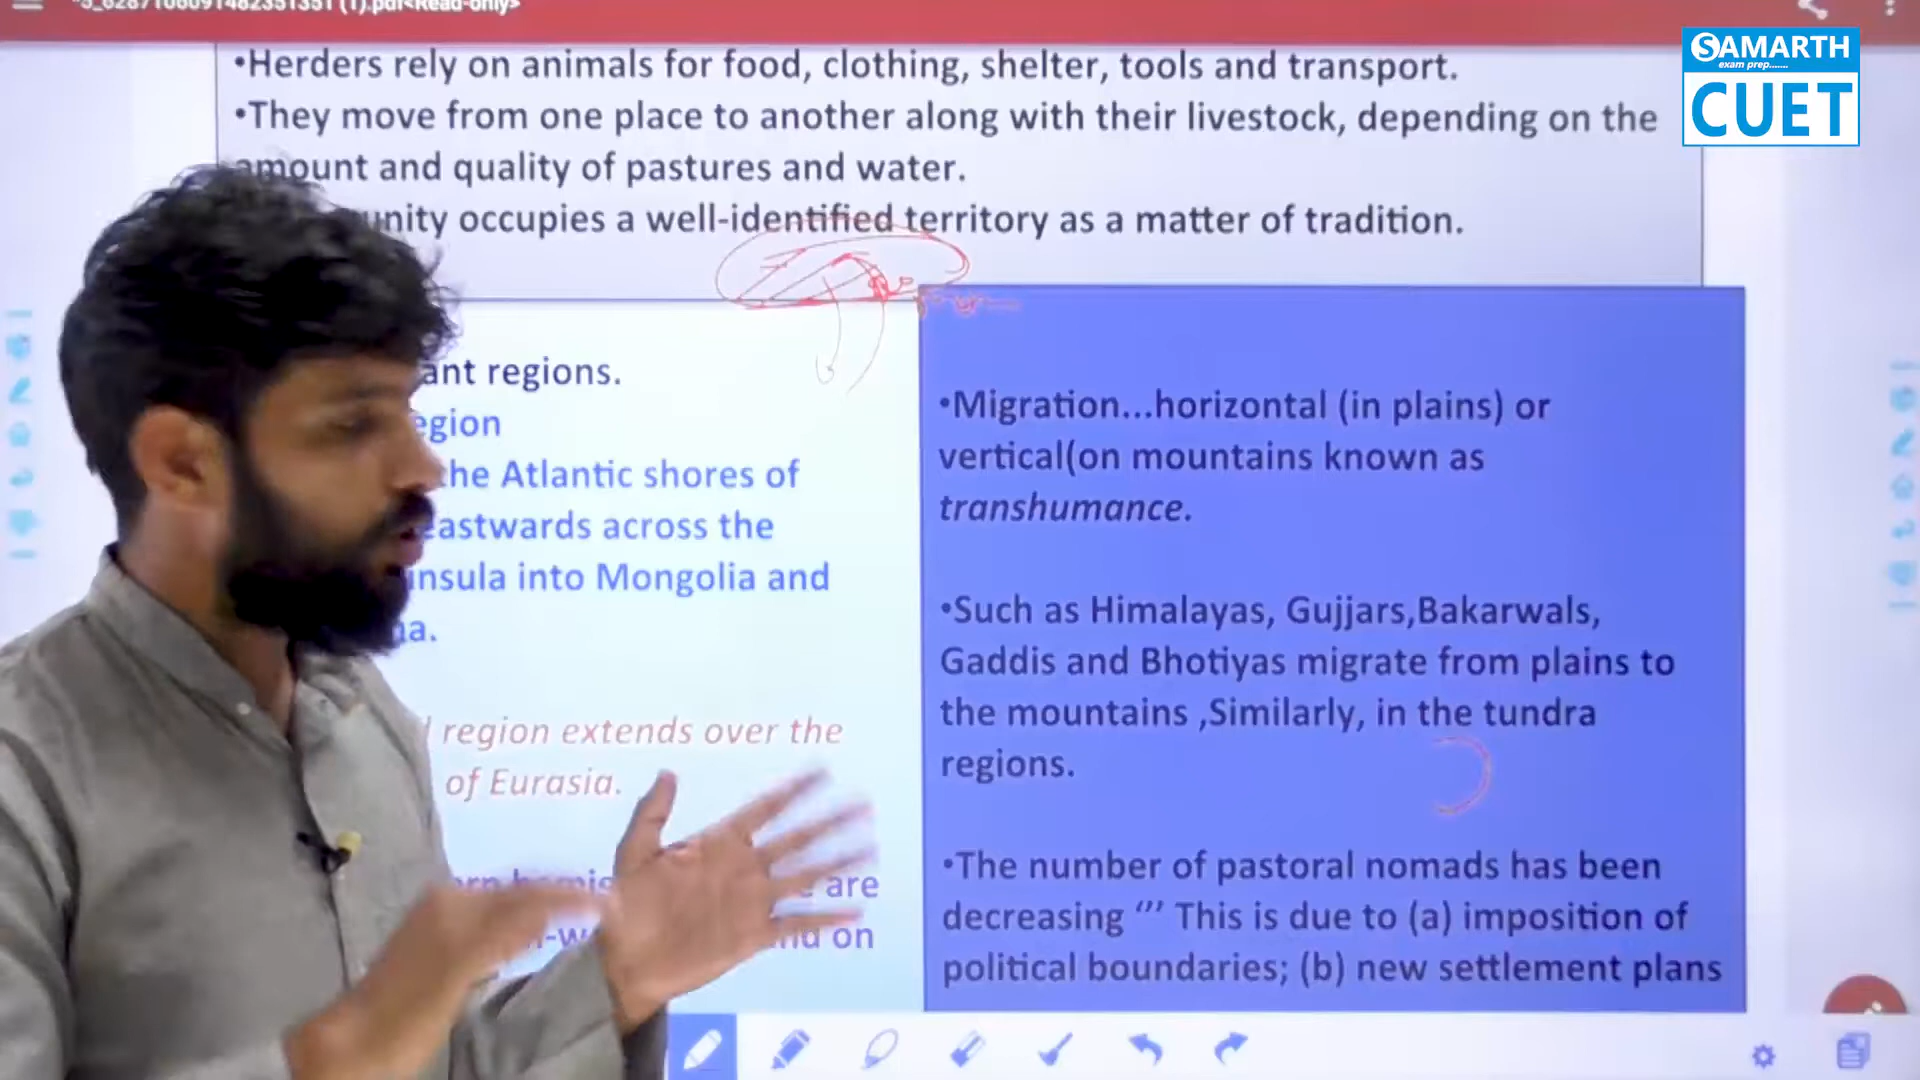 SAMARTH
exam prep.......
CUET
•Herders rely on animals for food, clothing, shelter, tools and transport.
•They move from one place to another along with their livestock, depending on the
amount and quality of pastures and water.
occupies a well-identified territory as a matter of tradition.
regions.
the Atlantic shores of
eastwards across the
into Mongolia and
region extends over the
of Eurasia.
are
on
•Migration...horizontal (in plains) or
vertical(on mountains known as
transhumance.
•Such as Himalayas, Gujjars,Bakarwals,
Gaddis and Bhotiyas migrate from plains to
the mountains ,Similarly, in the tundra
regions.
•The number of pastoral nomads has been
decreasing “’’ This is due to (a) imposition of
political boundaries; (b) new settlement plans